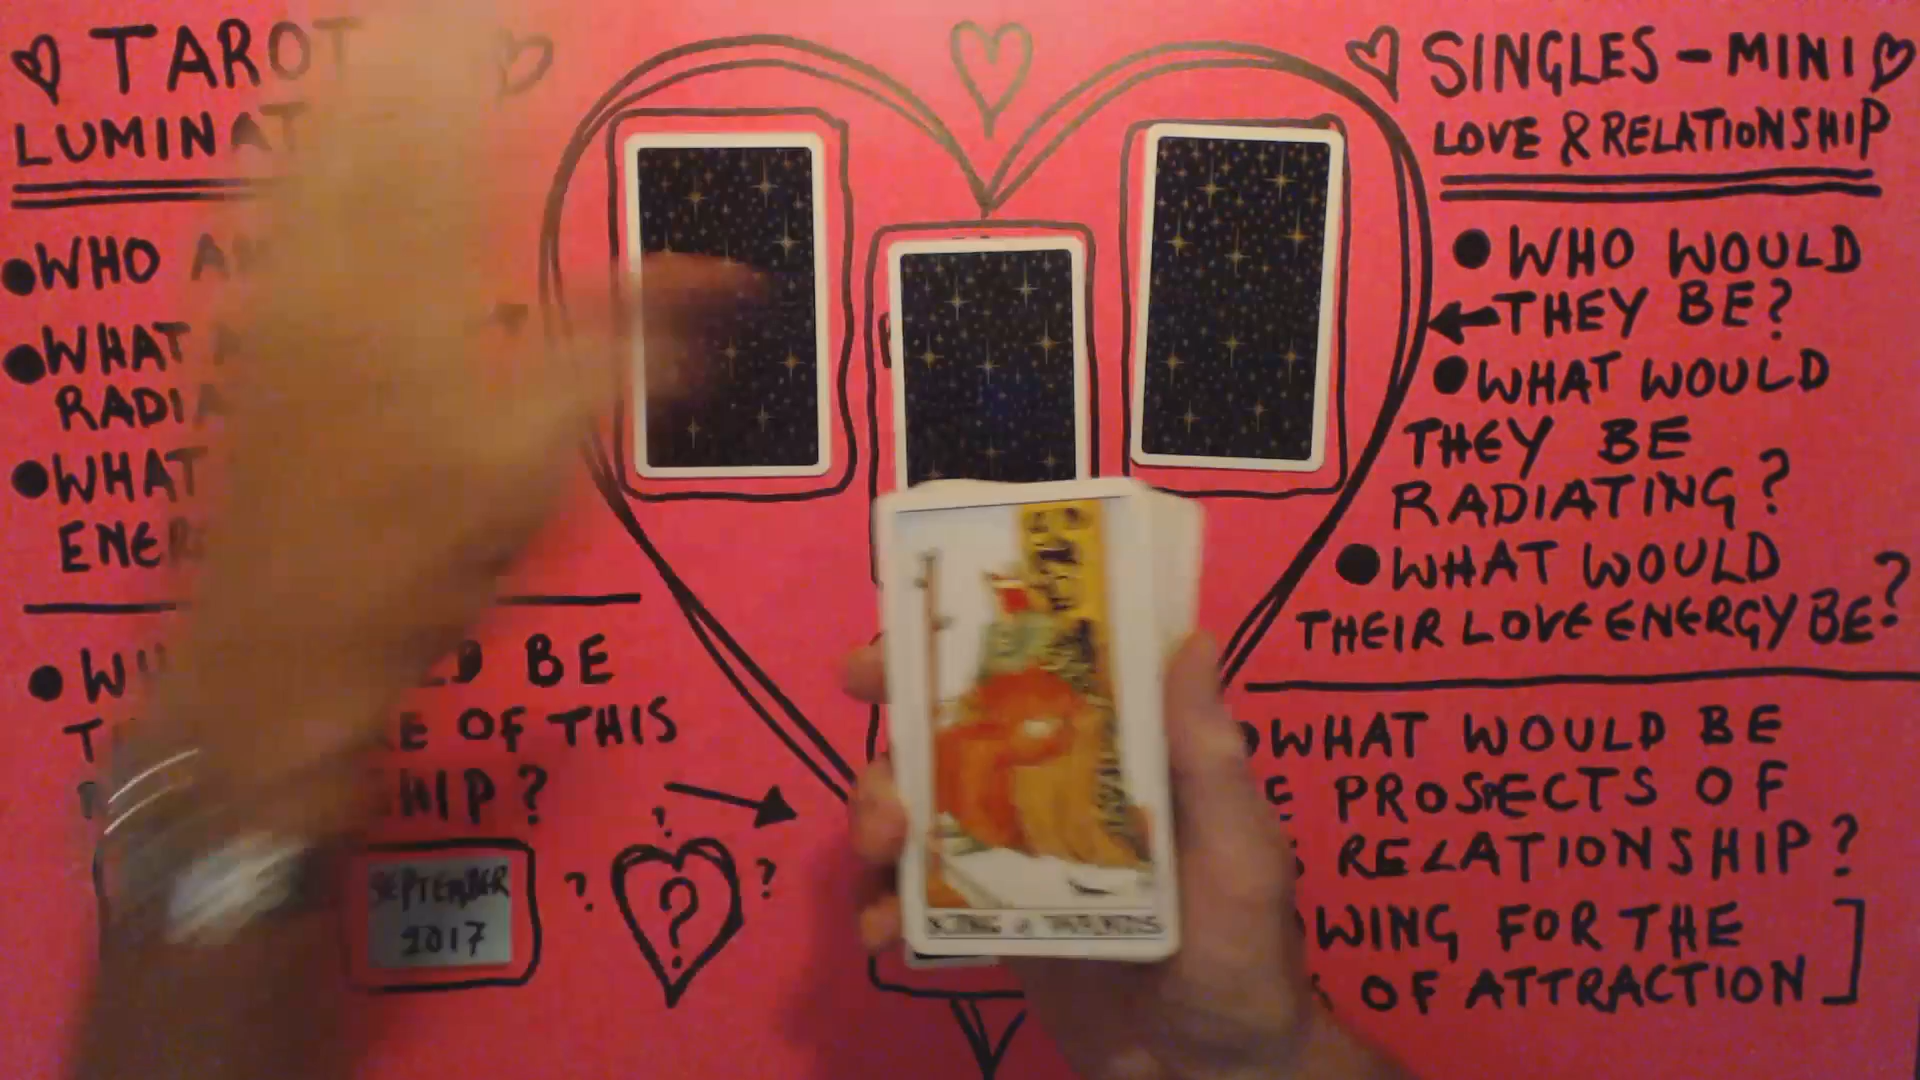 TAROT
LUMINAT
WHO
WHAT
RADIA
WHAT
ENER
BE
OF THIS
HIP?
SEPTEMBER
2017
? ? ? ?
KING of WANDS
SINGLES - MINI
LOVE & RELATIONSHIP
WHO WOULD
THEY BE?
WHAT WOULD
THEY BE
RADIATING?
WHAT WOULD
THEIR LOVE ENERGY BE?
WHAT WOULD BE
E PROSPECTS OF
S RELATIONSHIP?
WING FOR THE
OF ATTRACTION]